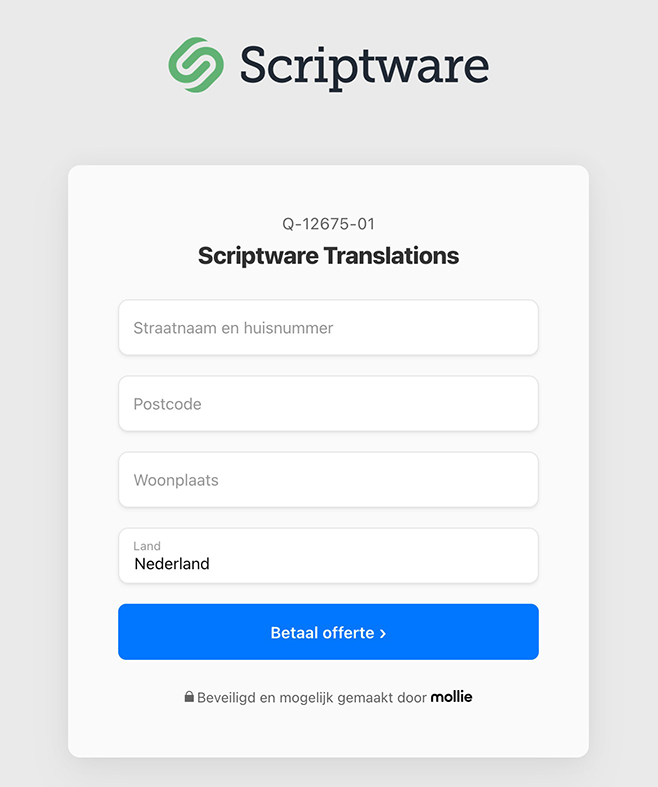 Scriptware
Q-12675-01
Scriptware Translations
Straatnaam en huisnummer
Postcode
Woonplaats
Land
Nederland
Betaal offerte ›
Beveiligd en mogelijk gemaakt door mollie